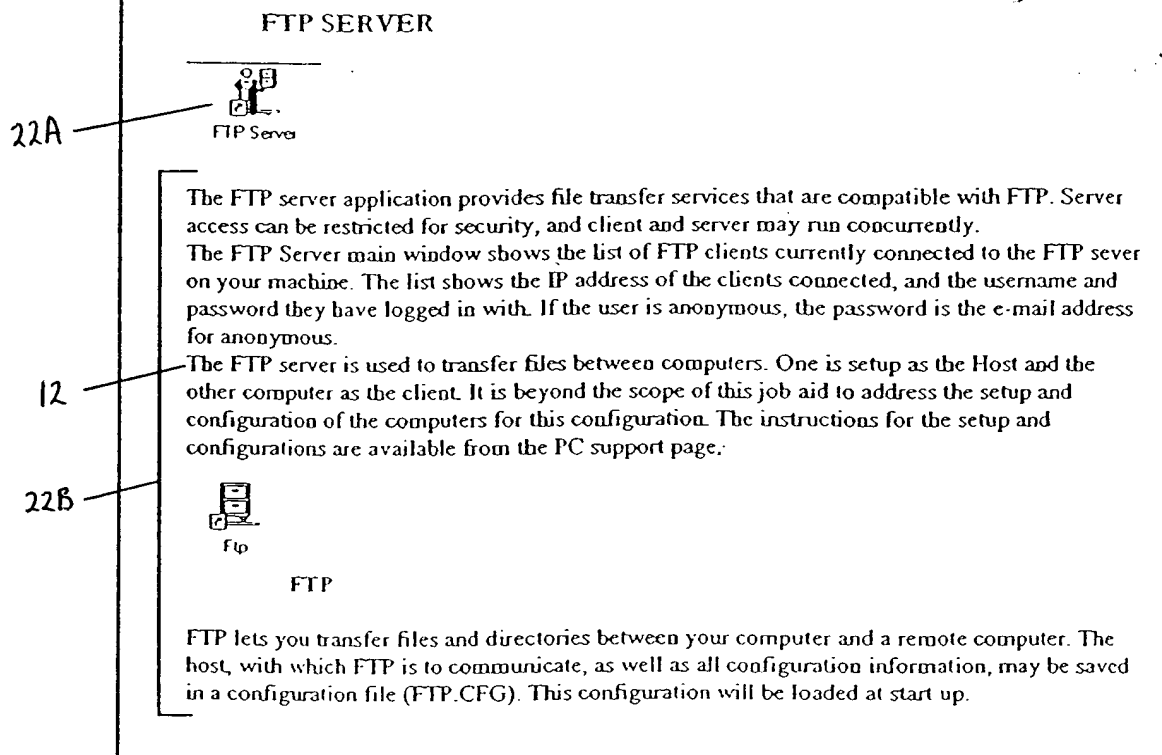 FTP SERVER
22A
FTP Server
The FTP server application provides file transfer services that are compatible with FTP. Server
access can be restricted for security, and client and server may run concurrently.
The FTP Server main window shows the list of FTP clients currently connected to the FTP sever
on your machine. The list shows the IP address of the clients connected, and the username and
password they have logged in with. If the user is anonymous, the password is the e-mail address
for anonymous.
12
The FTP server is used to transfer files between computers. One is setup as the Host and the
other computer as the client. It is beyond the scope of this job aid to address the setup and
configuration of the computers for this configuration. The instructions for the setup and
configurations are available from the PC support page.
22B
Ftp
FTP
FTP lets you transfer files and directories between your computer and a remote computer. The
host, with which FTP is to communicate, as well as all configuration information, may be saved
in a configuration file (FTP.CFG). This configuration will be loaded at start up.